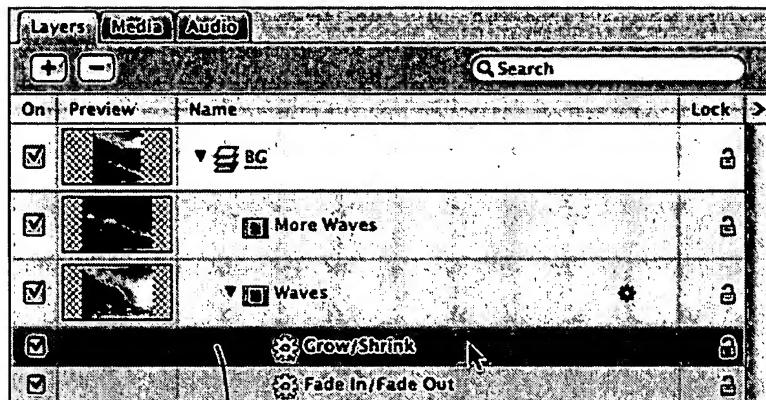 Layers Media Audio
+ − Search
On Preview Name Lock >
BG
More Waves
Waves
Grow/Shrink
Fade In/Fade Out